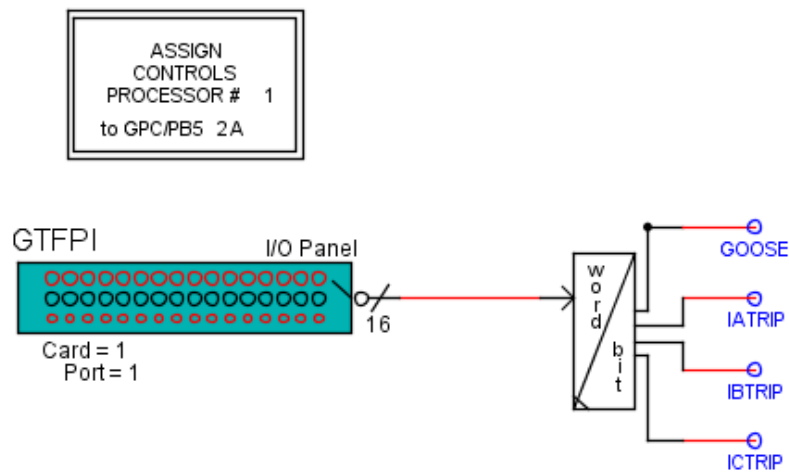 ASSIGN
CONTROLS
PROCESSOR # 1
to GPC/PB5 2A
GTFPI
I/O Panel
16
Card = 1
Port = 1
word
bit
GOOSE
IATRIP
IBTRIP
ICTRIP